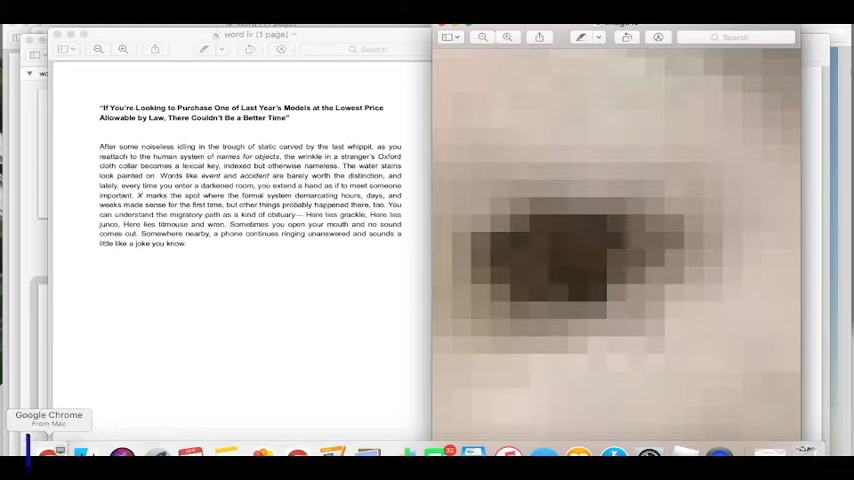 word iv (1 page)
Search
Search
"If You're Looking to Purchase One of Last Year's Models at the Lowest Price
Allowable by Law, There Couldn't Be a Better Time"
After some noiseless idling in the trough of static carved by the last whippit, as you
reattach to the human system of names for objects, the wrinkle in a stranger's Oxford
cloth collar becomes a lexical key, indexed but otherwise nameless. The water stains
look painted on. Words like event and accident are barely worth the distinction, and
lately, every time you enter a darkened room, you extend a hand as if to meet someone
important. X marks the spot where the formal system demarcating hours, days, and
weeks made sense for the first time, but other things probably happened there, too. You
can understand the migratory path as a kind of obituary— Here lies grackle, Here lies
junco, Here lies titmouse and wren. Sometimes you open your mouth and no sound
comes out. Somewhere nearby, a phone continues ringing unanswered and sounds a
little like a joke you know.
Google Chrome
From Mac